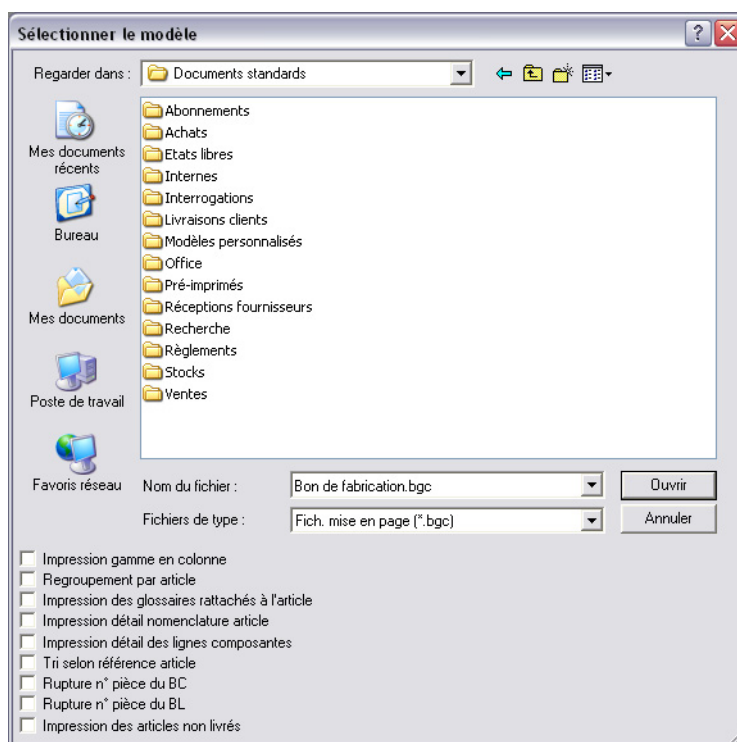 Sélectionner le modèle
Regarder dans :
Documents standards
Mes documents
récents
Bureau
Mes documents
Poste de travail
Favoris réseau
Abonnements
Achats
Etats libres
Internes
Interrogations
Livraisons clients
Modèles personnalisés
Office
Pré-imprimés
Réceptions fournisseurs
Recherche
Règlements
Stocks
Ventes
Nom du fichier :
Bon de fabrication.bgc
Ouvrir
Fichiers de type :
Fich. mise en page (*.bgc)
Annuler
Impression gamme en colonne
Regroupement par article
Impression des glossaires rattachés à l'article
Impression détail nomenclature article
Impression détail des lignes composantes
Tri selon référence article
Rupture n° pièce du BC
Rupture n° pièce du BL
Impression des articles non livrés